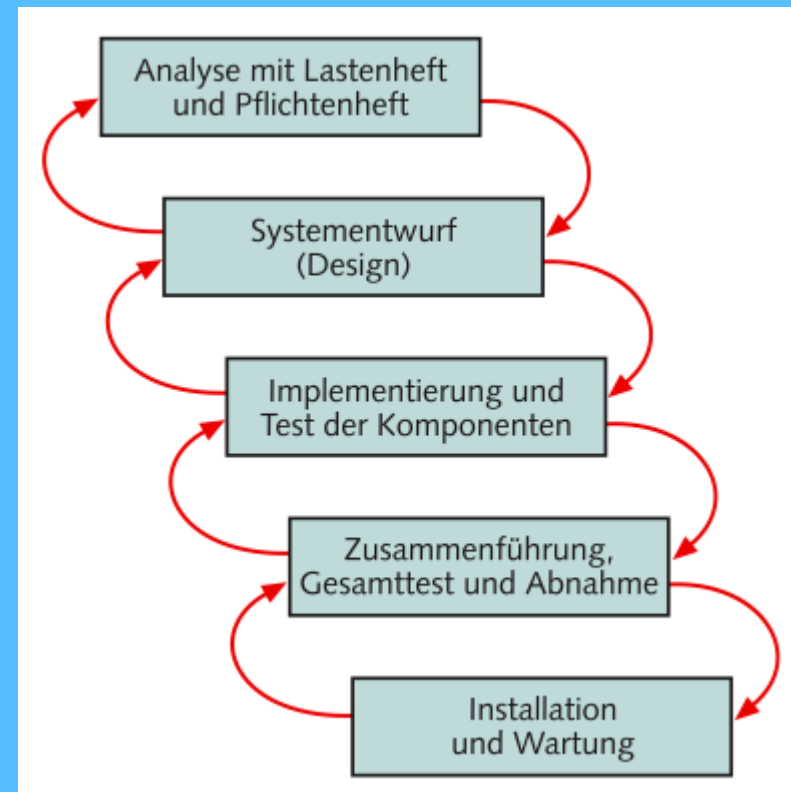 Analyse mit Lastenheft
und Pflichtenheft
Systementwurf
(Design)
Implementierung und
Test der Komponenten
Zusammenführung,
Gesamttest und Abnahme
Installation
und Wartung